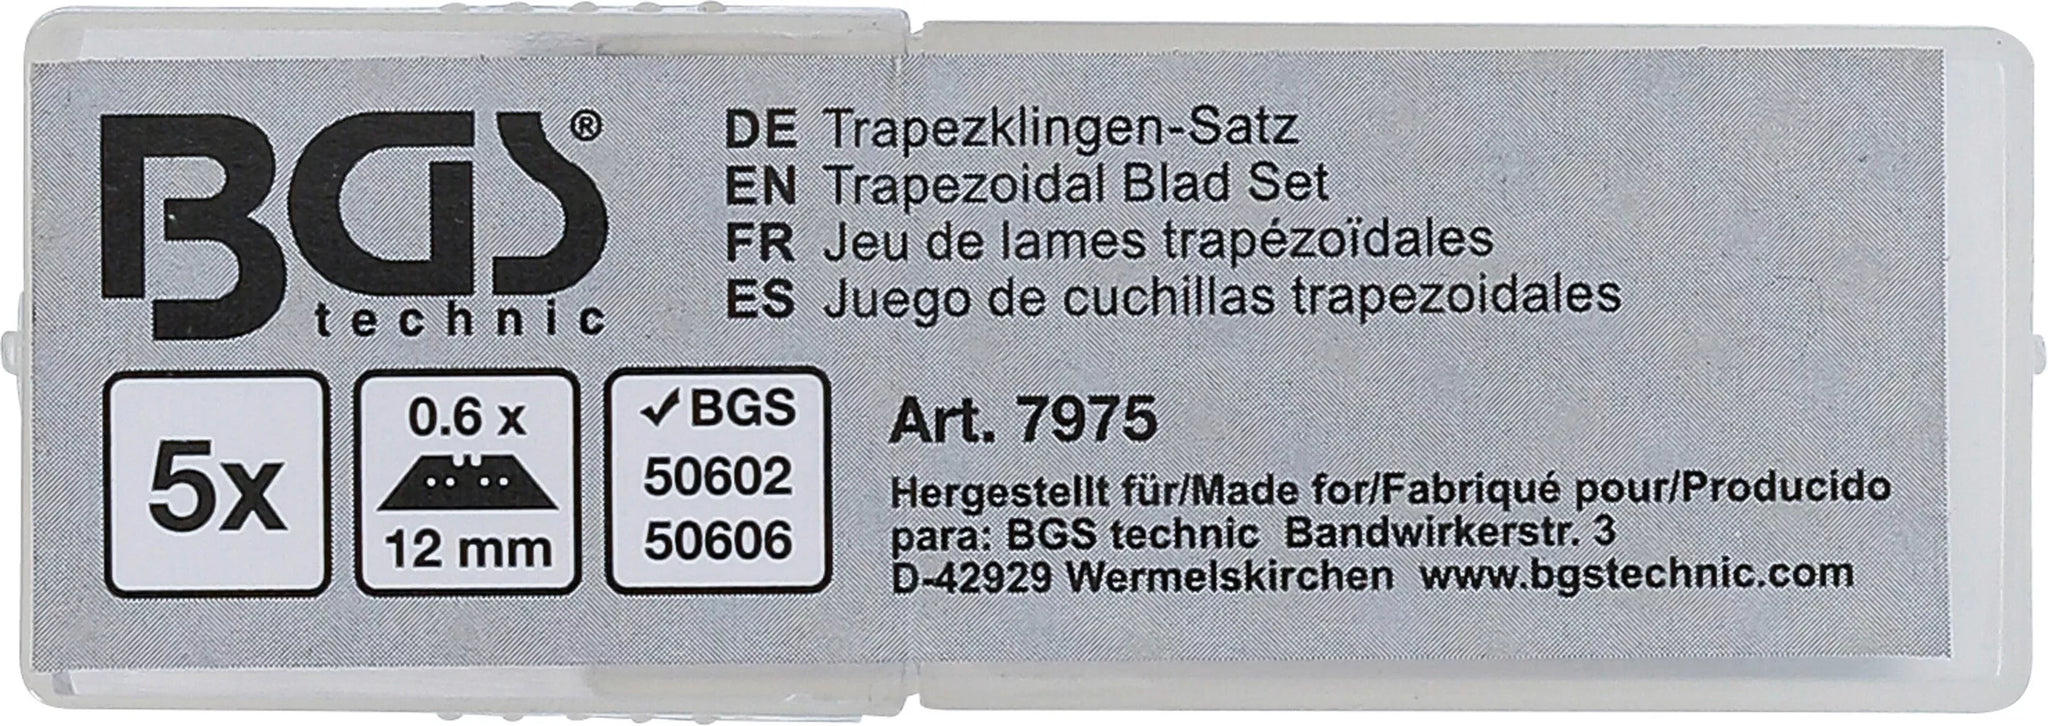 BGS®
technic
DE Trapezklingen-Satz
EN Trapezoidal Blad Set
FR Jeu de lames trapézoïdales
ES Juego de cuchillas trapezoidales
5x
0.6 x
12 mm
✓BGS
50602
50606
Art. 7975
Hergestellt für/Made for/Fabriqué pour/Producido
para: BGS technic Bandwirkerstr. 3
D-42929 Wermelskirchen www.bgstechnic.com